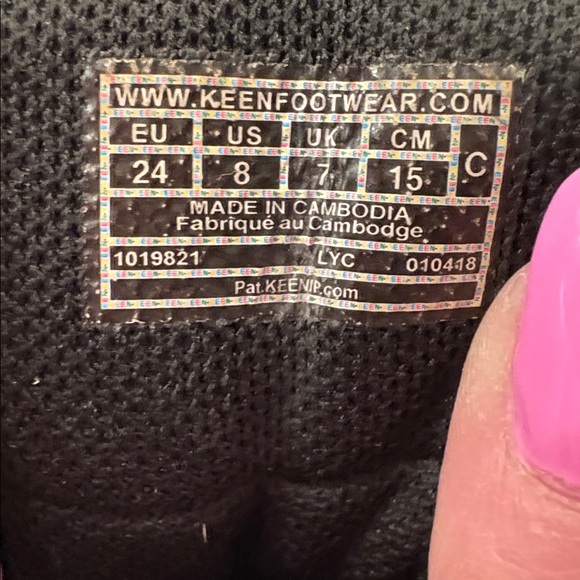 WWW.KEENFOOTWEAR.COM
EU US UK CM C
24 8 7 15
MADE IN CAMBODIA
Fabriqué au Cambodge
1019821 LYC 010418
Pat.KEENIP.com